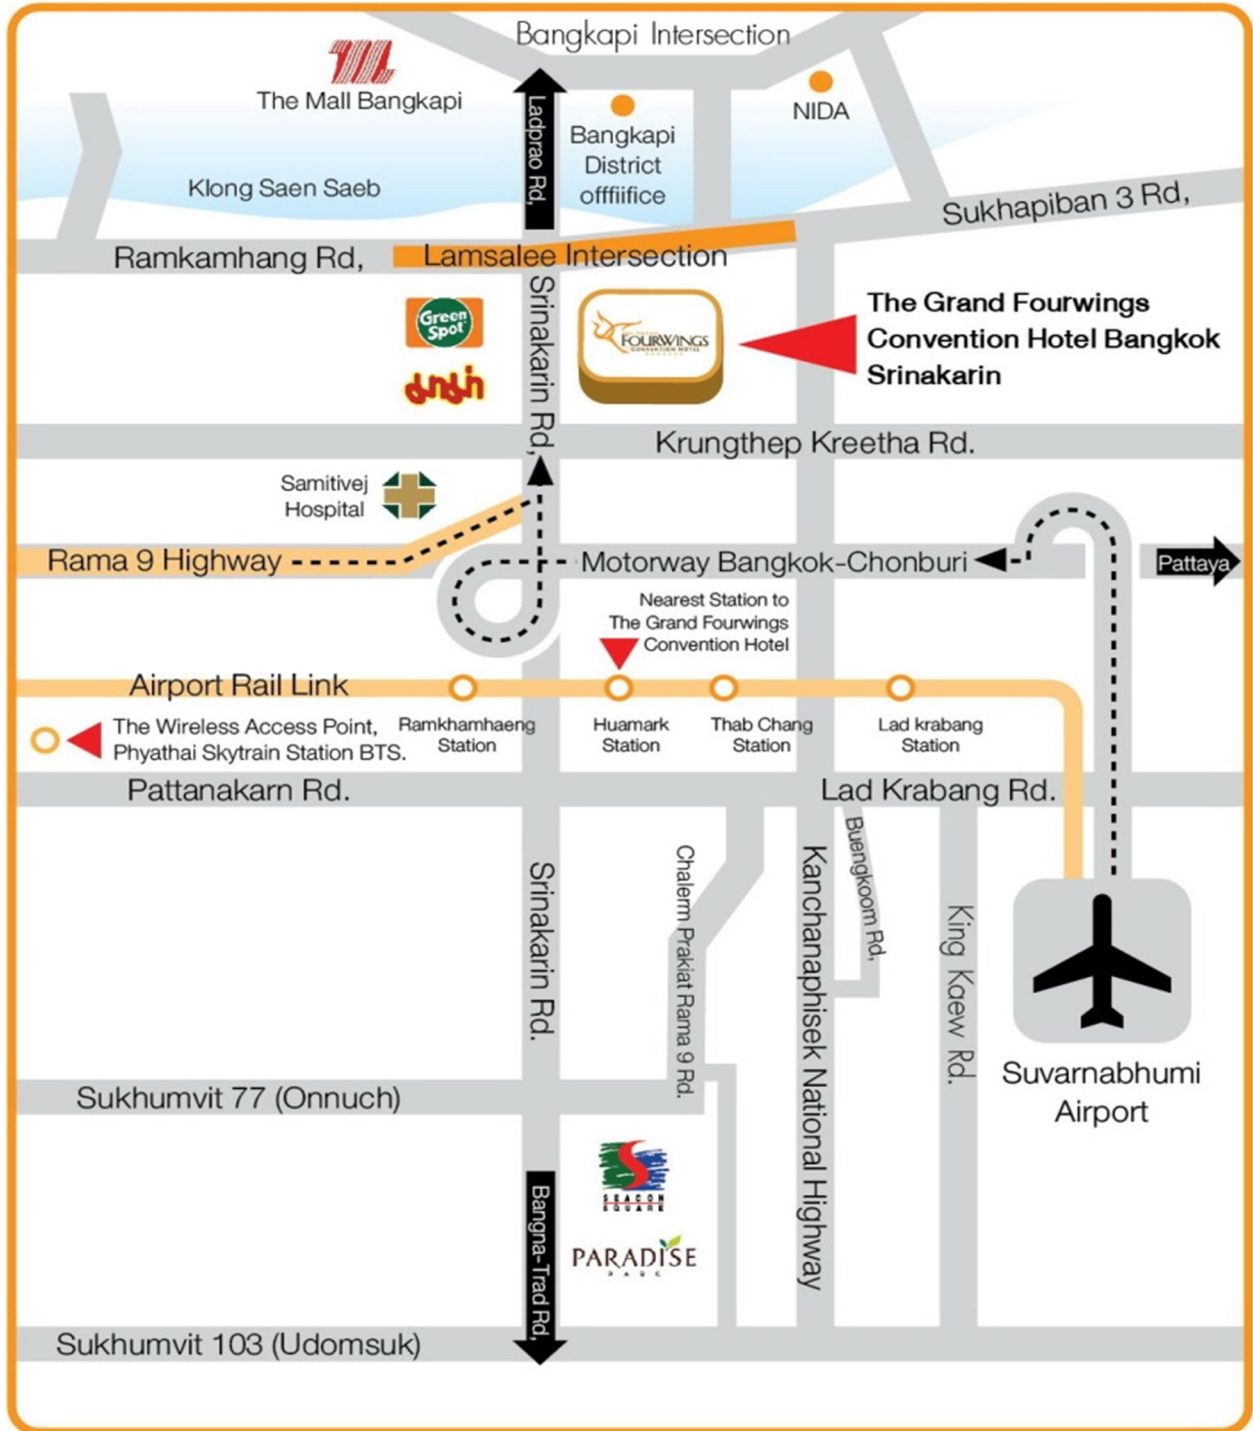 Bangkapi Intersection
The Mall Bangkapi
NIDA
Ladprao Rd,
Bangkapi
District
offfiifice
Klong Saen Saeb
Sukhapiban 3 Rd,
Ramkamhang Rd,
Lamsalee Intersection
Green
Spot
Srinakarin Rd,
FOURWINGS
CONVENTION HOTEL
The Grand Fourwings
Convention Hotel Bangkok
Srinakarin
Krungthep Kreetha Rd.
Samitivej
Hospital
Rama 9 Highway
Motorway Bangkok-Chonburi
Pattaya
Nearest Station to
The Grand Fourwings
Convention Hotel
Airport Rail Link
The Wireless Access Point,
Phyathai Skytrain Station BTS.
Ramkhamhaeng
Station
Huamark
Station
Thab Chang
Station
Lad krabang
Station
Pattanakarn Rd.
Lad Krabang Rd.
Srinakarin Rd.
Chalerm Prakiat Rama 9 Rd.
Kanchanaphisek National Highway
Buengkoom Rd,
King Kaew Rd.
Suvarnabhumi
Airport
Sukhumvit 77 (Onnuch)
SEACON
SQUARE
PARADISE
PARK
Bangna-Trad Rd,
Sukhumvit 103 (Udomsuk)